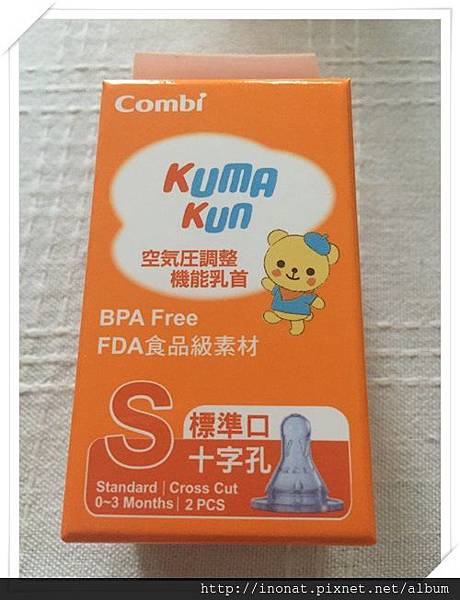 Combi
KUMA
KUN
空気圧調整
機能乳首
BPA Free
FDA食品級素材
S
標準口
十字孔
Standard | Cross Cut
0~3 Months | 2 PCS
http://inonat.pixnet.net/album